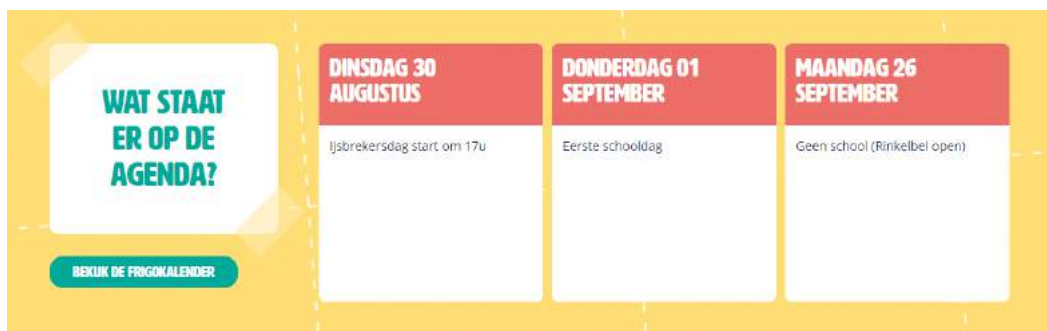 WAT STAAT
ER OP DE
AGENDA?
BEKIJK DE FRIGOKALENDER
DINSDAG 30
AUGUSTUS
Ijsbrekersdag start om 17u
DONDERDAG 01
SEPTEMBER
Eerste schooldag
MAANDAG 26
SEPTEMBER
Geen school (Rinkelbel open)